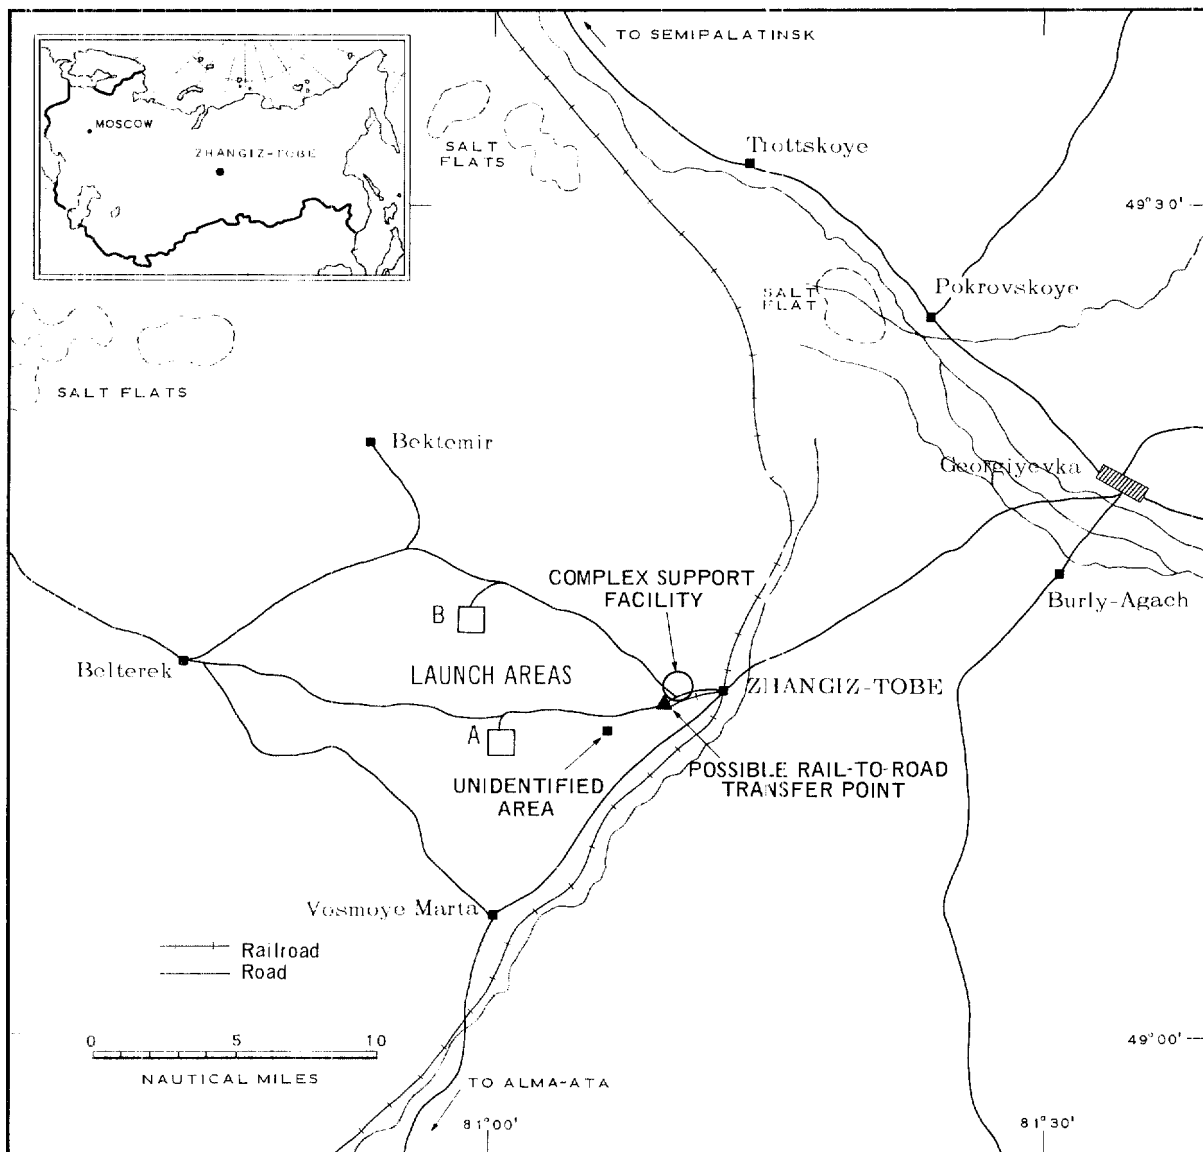 TO SEMIPALATINSK
MOSCOW
ZHANGIZ-TOBE
SALT
FLATS
Trottskoye
49°30'
SALT
FLAT
Pokrovskoye
SALT FLATS
Bektemir
Georgiyevka
COMPLEX SUPPORT
FACILITY
B
Burly-Agach
Belterek
LAUNCH AREAS
ZHANGIZ-TOBE
A
UNIDENTIFIED
AREA
POSSIBLE RAIL-TO-ROAD
TRANSFER POINT
Vosmoye Marta
Railroad
Road
0 5 10
NAUTICAL MILES
49°00'
TO ALMA-ATA
81°00'
81°30'